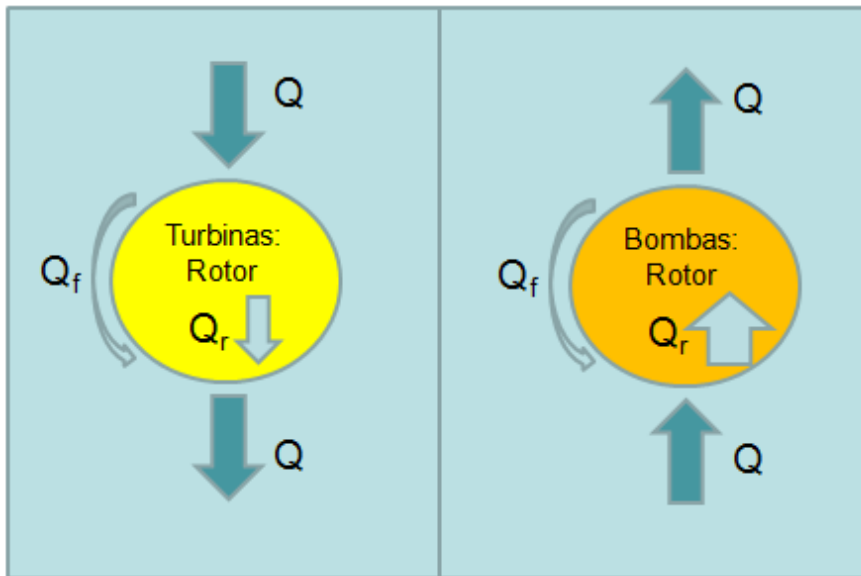 Q
Turbinas:
Rotor
Q_f
Q_r
Q
Q
Bombas:
Rotor
Q_f
Q_r
Q